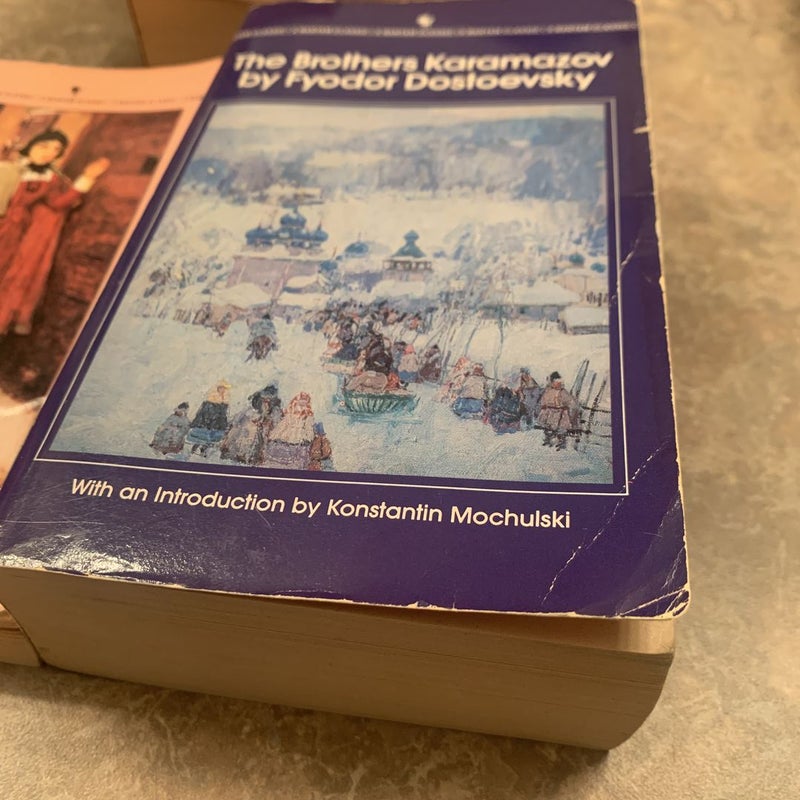 The Brothers Karamazov
by Fyodor Dostoevsky
With an Introduction by Konstantin Mochulski